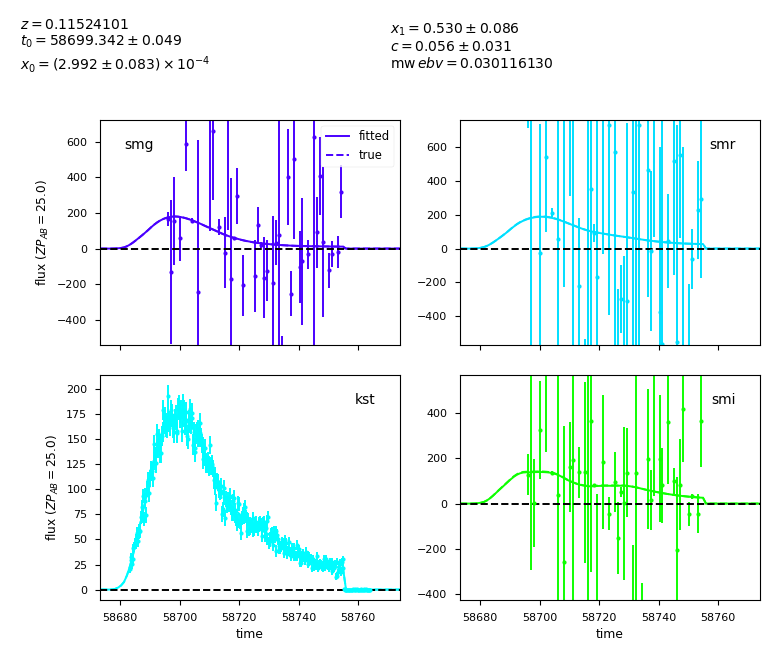 z = 0.11524101
t₀ = 58699.342 ± 0.049
x₀ = (2.992 ± 0.083) × 10⁻⁴
x₁ = 0.530 ± 0.086
c = 0.056 ± 0.031
mw ebv = 0.030116130
smg
fitted
true
600
400
200
0
−200
−400
flux (ZP_AB = 25.0)
smr
600
400
200
0
−200
−400
kst
200
175
150
125
100
75
50
25
0
flux (ZP_AB = 25.0)
58680 58700 58720 58740 58760
time
smi
400
200
0
−200
−400
58680 58700 58720 58740 58760
time